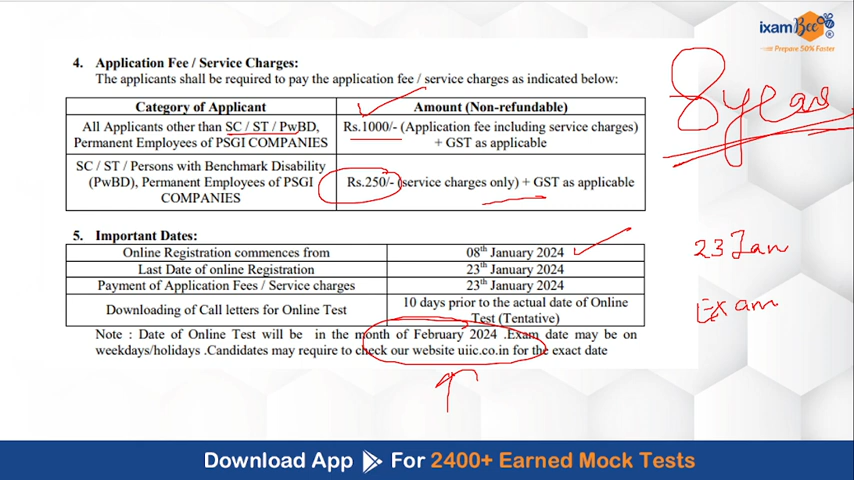 ixamBee
Prepare 50% Faster
4. Application Fee / Service Charges:
The applicants shall be required to pay the application fee / service charges as indicated below:
Category of Applicant Amount (Non-refundable)
All Applicants other than SC / ST / PwBD, Rs.1000/- (Application fee including service charges)
Permanent Employees of PSGI COMPANIES + GST as applicable
SC / ST / Persons with Benchmark Disability
(PwBD), Permanent Employees of PSGI Rs.250/- (service charges only) + GST as applicable
COMPANIES
8 years
5. Important Dates:
Online Registration commences from 08th January 2024
Last Date of online Registration 23th January 2024
Payment of Application Fees / Service charges 23th January 2024
Downloading of Call letters for Online Test 10 days prior to the actual date of Online
Test (Tentative)
Note : Date of Online Test will be in the month of February 2024 .Exam date may be on
weekdays/holidays .Candidates may require to check our website uiic.co.in for the exact date
23 Jan
Exam
Download App For 2400+ Earned Mock Tests